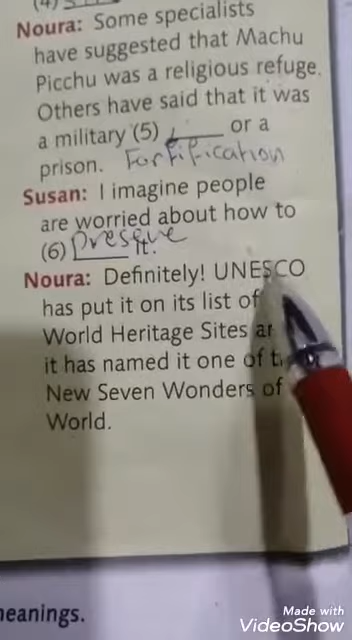 (4)
Noura: Some specialists
have suggested that Machu
Picchu was a religious refuge.
Others have said that it was
a military (5) ______ or a
prison. Fortification
Susan: I imagine people
are worried about how to
(6) Preseve it.
Noura: Definitely! UNESCO
has put it on its list of
World Heritage Sites
it has named it one of
New Seven Wonders of
World.
meanings.
Made with
VideoShow